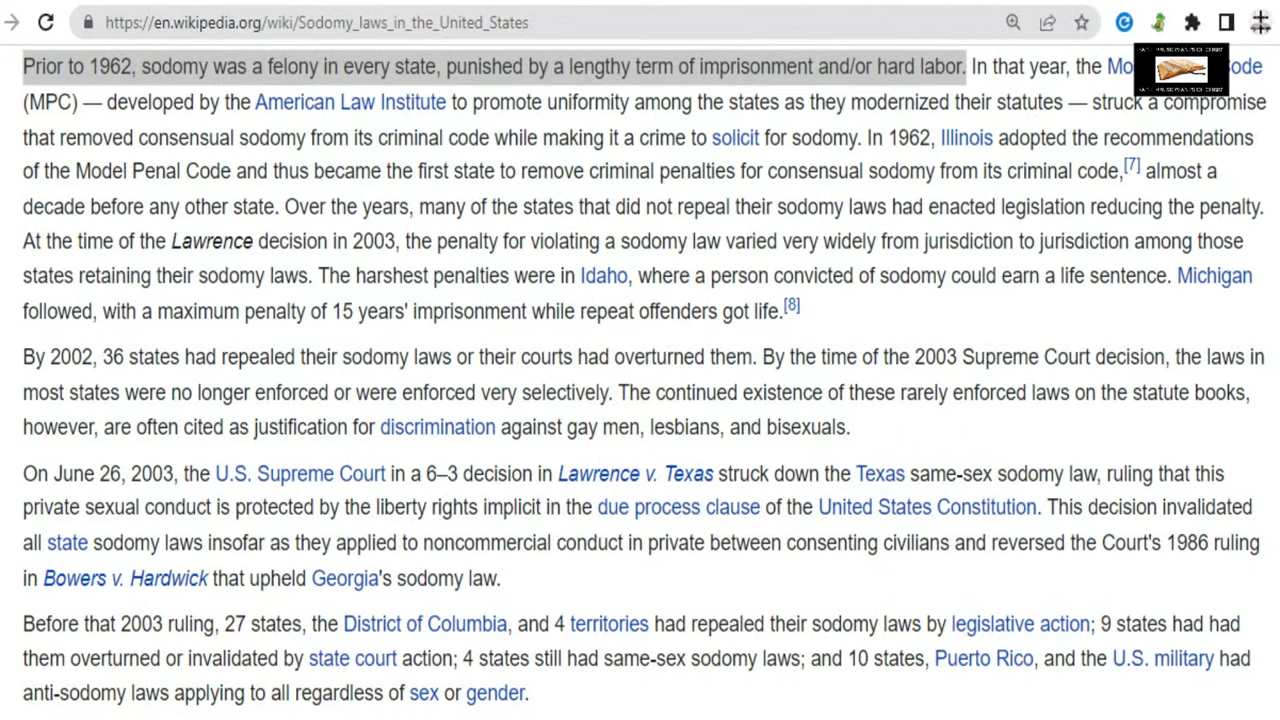 https://en.wikipedia.org/wiki/Sodomy_laws_in_the_United_States
Prior to 1962, sodomy was a felony in every state, punished by a lengthy term of imprisonment and/or hard labor. In that year, the Mo ode
(MPC) — developed by the American Law Institute to promote uniformity among the states as they modernized their statutes — struck a compromise
that removed consensual sodomy from its criminal code while making it a crime to solicit for sodomy. In 1962, Illinois adopted the recommendations
of the Model Penal Code and thus became the first state to remove criminal penalties for consensual sodomy from its criminal code,[7] almost a
decade before any other state. Over the years, many of the states that did not repeal their sodomy laws had enacted legislation reducing the penalty.
At the time of the Lawrence decision in 2003, the penalty for violating a sodomy law varied very widely from jurisdiction to jurisdiction among those
states retaining their sodomy laws. The harshest penalties were in Idaho, where a person convicted of sodomy could earn a life sentence. Michigan
followed, with a maximum penalty of 15 years' imprisonment while repeat offenders got life.[8]
By 2002, 36 states had repealed their sodomy laws or their courts had overturned them. By the time of the 2003 Supreme Court decision, the laws in
most states were no longer enforced or were enforced very selectively. The continued existence of these rarely enforced laws on the statute books,
however, are often cited as justification for discrimination against gay men, lesbians, and bisexuals.
On June 26, 2003, the U.S. Supreme Court in a 6–3 decision in Lawrence v. Texas struck down the Texas same-sex sodomy law, ruling that this
private sexual conduct is protected by the liberty rights implicit in the due process clause of the United States Constitution. This decision invalidated
all state sodomy laws insofar as they applied to noncommercial conduct in private between consenting civilians and reversed the Court's 1986 ruling
in Bowers v. Hardwick that upheld Georgia's sodomy law.
Before that 2003 ruling, 27 states, the District of Columbia, and 4 territories had repealed their sodomy laws by legislative action; 9 states had had
them overturned or invalidated by state court action; 4 states still had same-sex sodomy laws; and 10 states, Puerto Rico, and the U.S. military had
anti-sodomy laws applying to all regardless of sex or gender.